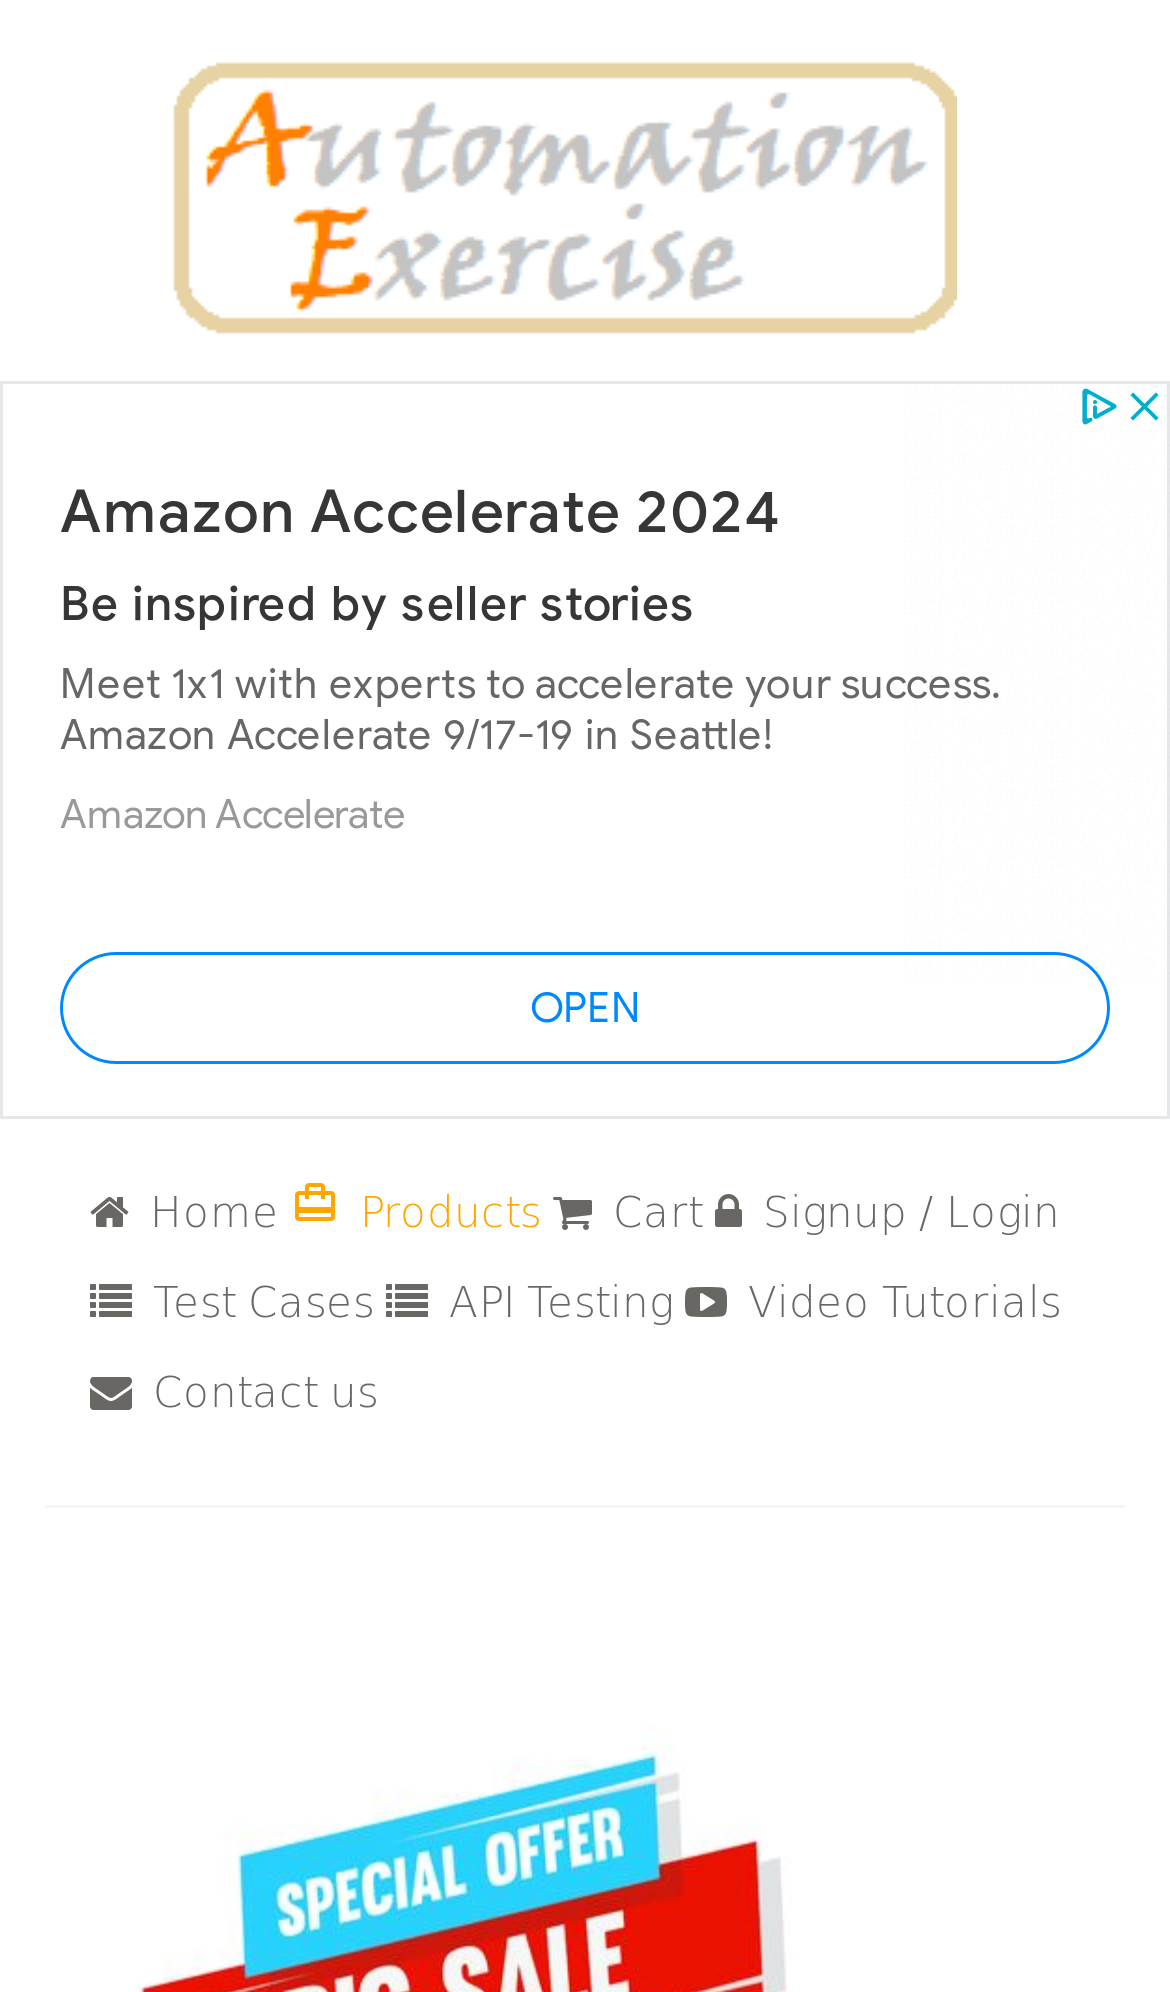 Automation
Exercise
Amazon Accelerate 2024
Be inspired by seller stories
Meet 1x1 with experts to accelerate your success.
Amazon Accelerate 9/17-19 in Seattle!
Amazon Accelerate
OPEN
Home Products Cart Signup / Login
Test Cases API Testing Video Tutorials
Contact us
SPECIAL OFFER
BIG SALE